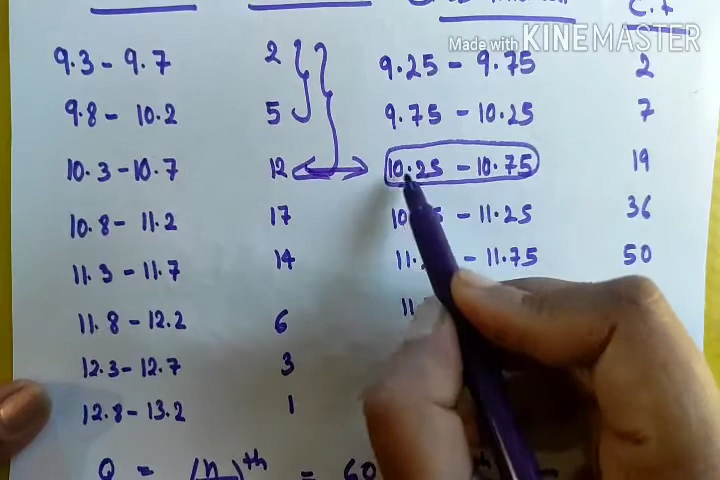 C.f
Made with KINEMASTER
9.3 - 9.7 2 9.25 - 9.75 2
9.8 - 10.2 5 9.75 - 10.25 7
10.3 - 10.7 12 10.25 - 10.75 19
10.8 - 11.2 17 - 11.25 36
11.3 - 11.7 14 - 11.75 50
11.8 - 12.2 6
12.3 - 12.7 3
12.8 - 13.2 1
Q = (n )th = 60